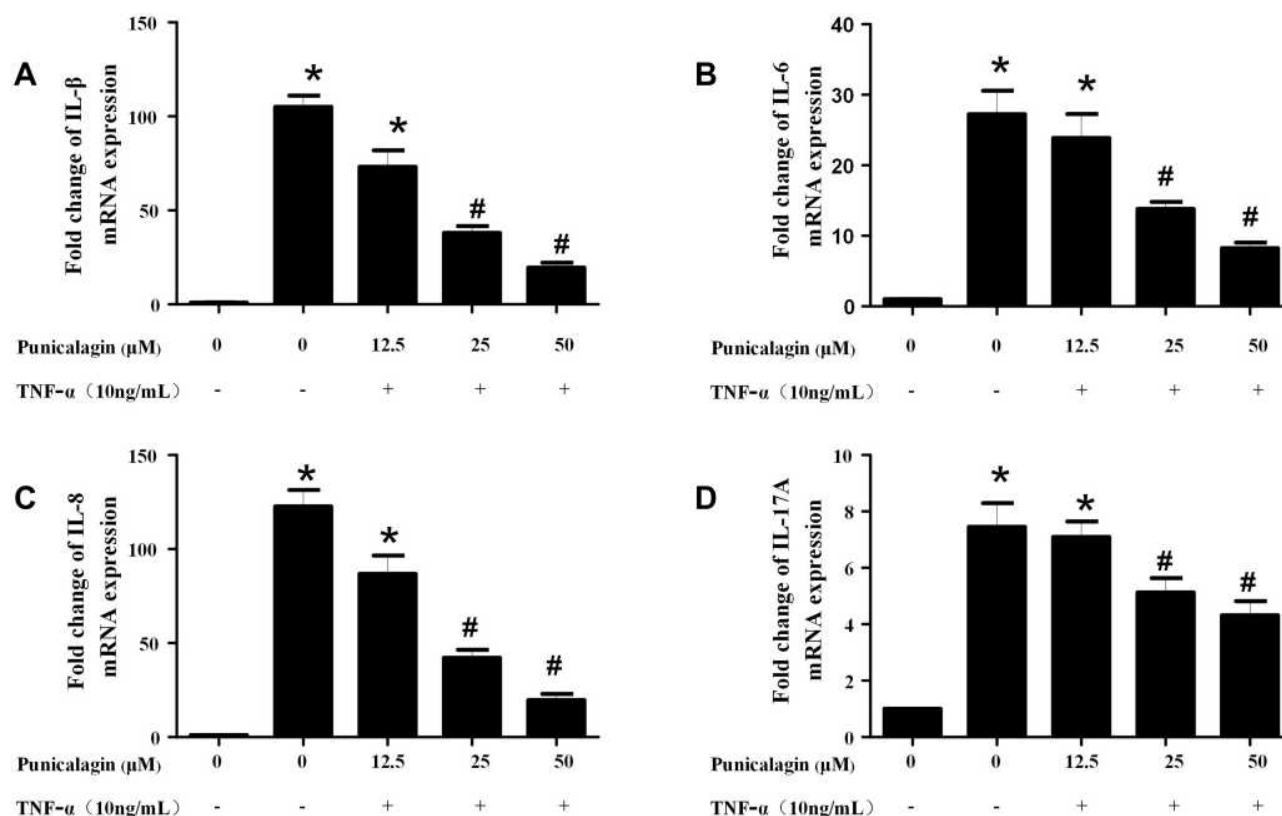 A
Fold change of IL-β
mRNA expression
150
100
50
0
*
*
#
#
Punicalagin (μM) 0 0 12.5 25 50
TNF-α（10ng/mL） - - + + +
B
Fold change of IL-6
mRNA expression
40
30
20
10
0
*
*
#
#
Punicalagin (μM) 0 0 12.5 25 50
TNF-α（10ng/mL） - - + + +
C
Fold change of IL-8
mRNA expression
150
100
50
0
*
*
#
#
Punicalagin (μM) 0 0 12.5 25 50
TNF-α（10ng/mL） - - + + +
D
Fold change of IL-17A
mRNA expression
10
8
6
4
2
0
*
*
#
#
Punicalagin (μM) 0 0 12.5 25 50
TNF-α（10ng/mL） - - + + +